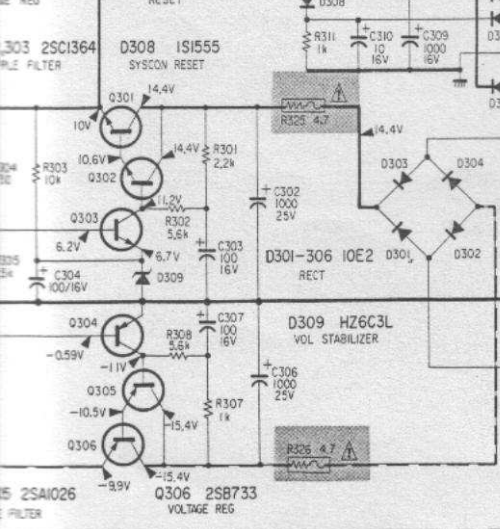 RESET
D308
R311
1k
C310
10
16V
C309
1000
16V
,303 2SC1364
D308 1S1555
PLE FILTER
SYSCON RESET
Q301
14.4V
10V
R325 4.7
14.4V
10.6V
14.4V
R301
2.2k
R303
10k
Q302
D303
D304
11.2V
C302
1000
25V
Q303
R302
5.6k
6.2V
6.7V
C303
100
16V
D301-306 10E2
RECT
D301
D302
C304
100/16V
D309
Q304
C307
100
16V
D309 HZ6C3L
VOL STABILIZER
R308
5.6k
-0.59V
-1.1V
Q305
C306
1000
25V
-10.5V
R307
1k
-15.4V
Q306
R326 4.7
-9.9V
-15.4V
2SA1026
Q306 2SB733
FILTER
VOLTAGE REG